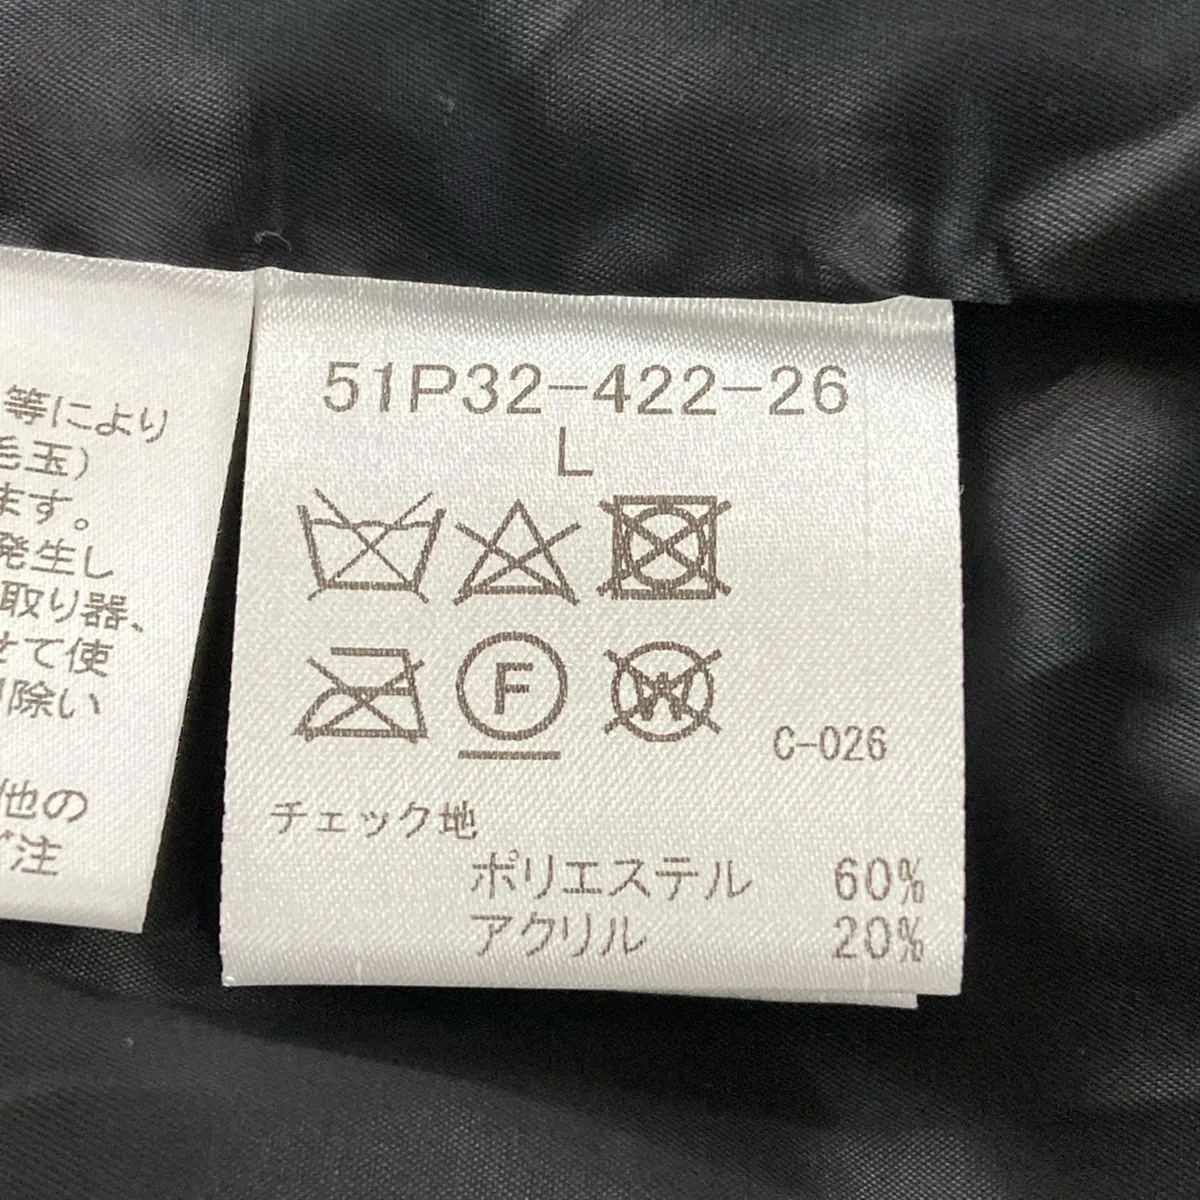 等により
毛玉）
ます。
発生し
取り器、
せて使
除い
他の
ご注
51P32-422-26
L
F
W
C-026
チェック地
ポリエステル 60%
アクリル 20%